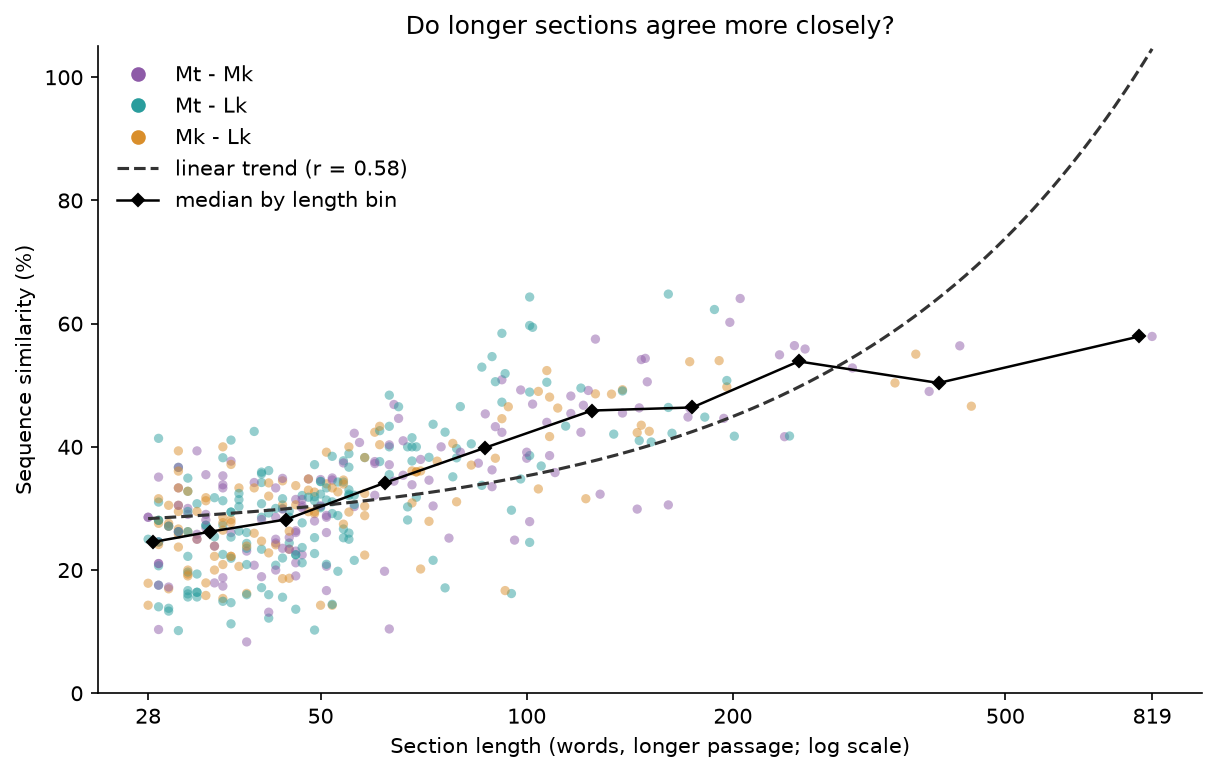 Do longer sections agree more closely?
Mt - Mk
Mt - Lk
Mk - Lk
linear trend (r = 0.58)
median by length bin
Sequence similarity (%)
100
80
60
40
20
0
28
50
100
200
500
819
Section length (words, longer passage; log scale)